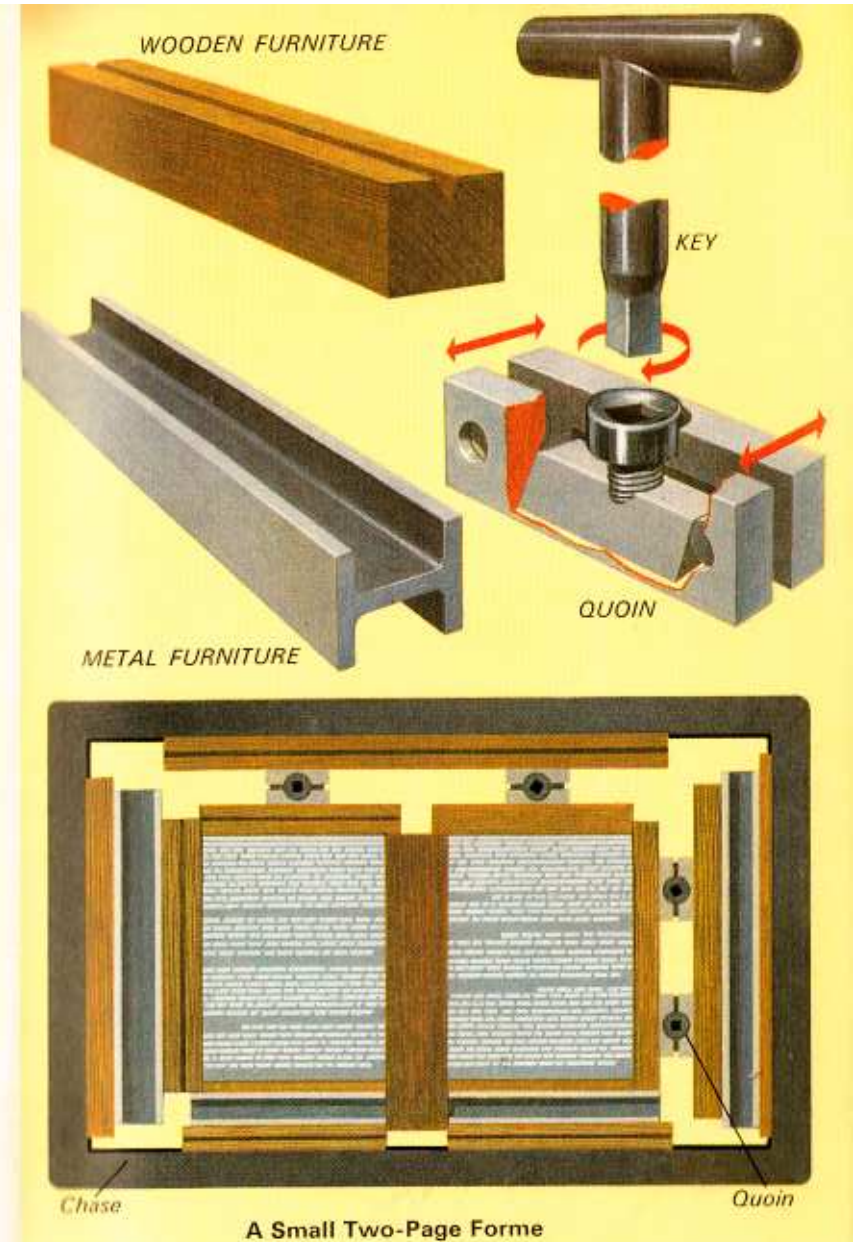 WOODEN FURNITURE
KEY
QUOIN
METAL FURNITURE
Chase
Quoin
A Small Two-Page Forme